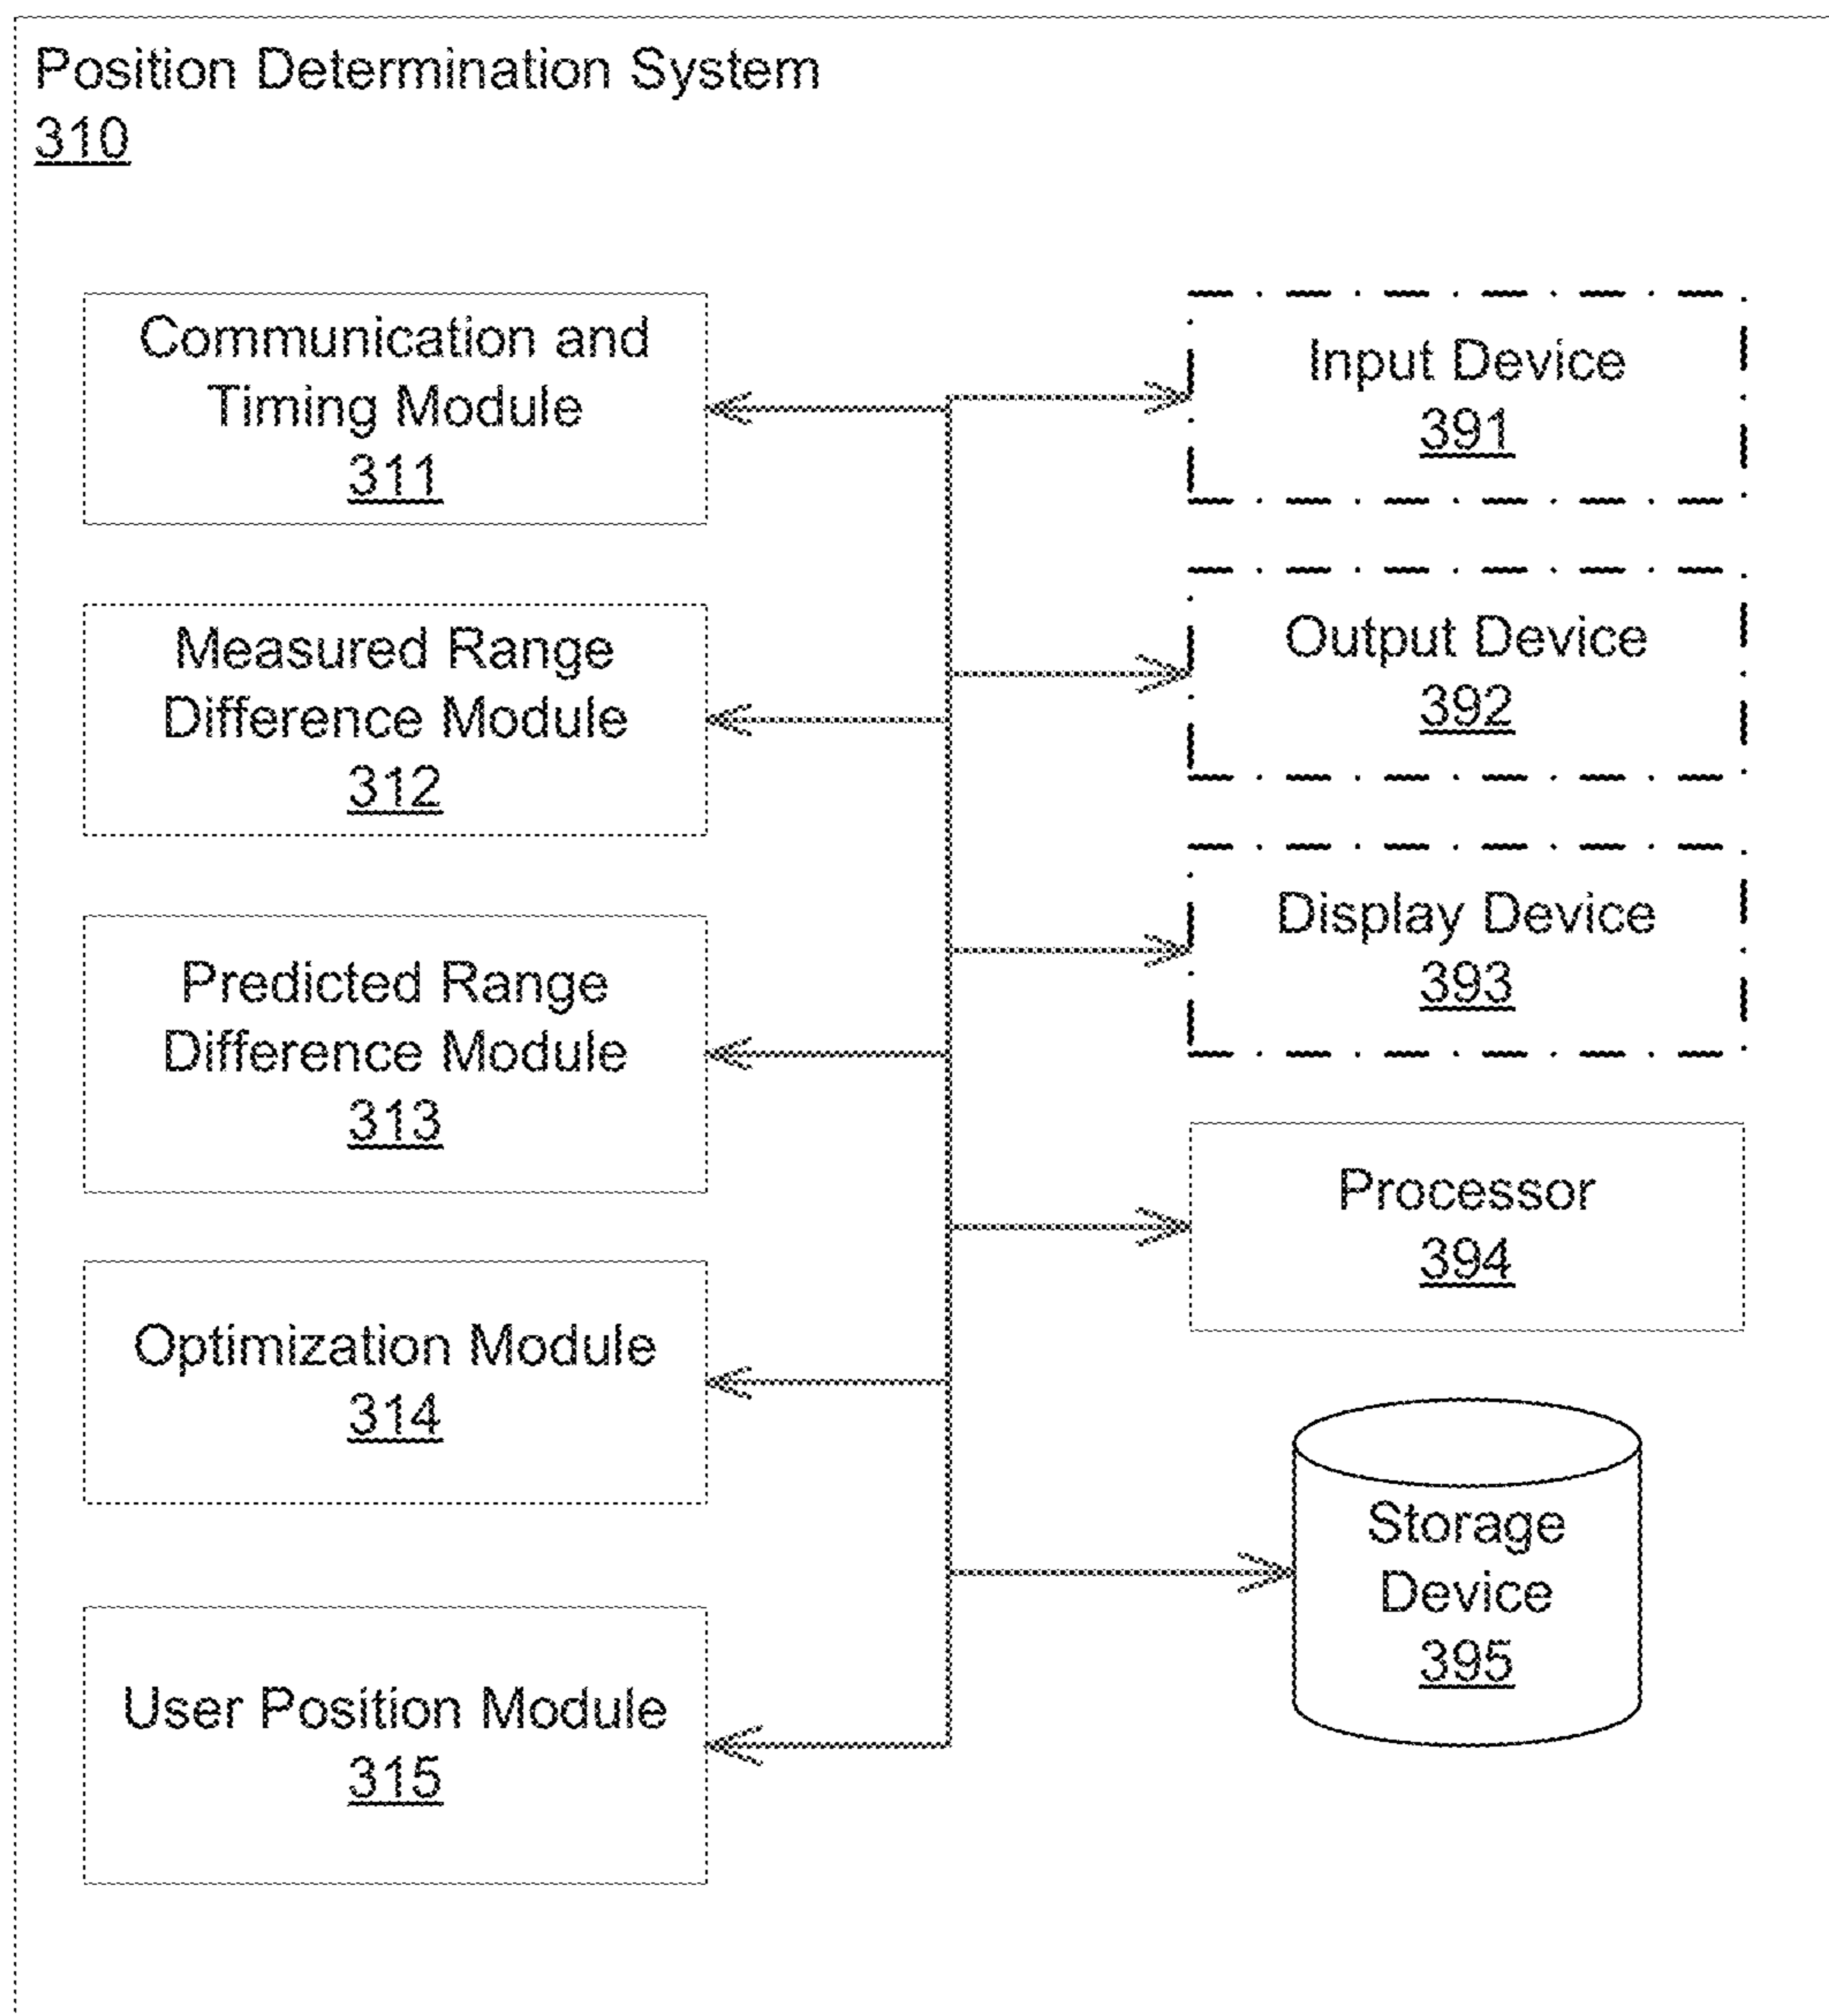 Position Determination System
310
Communication and
Timing Module
311
Measured Range
Difference Module
312
Predicted Range
Difference Module
313
Optimization Module
314
User Position Module
315
Input Device
391
Output Device
392
Display Device
393
Processor
394
Storage
Device
395